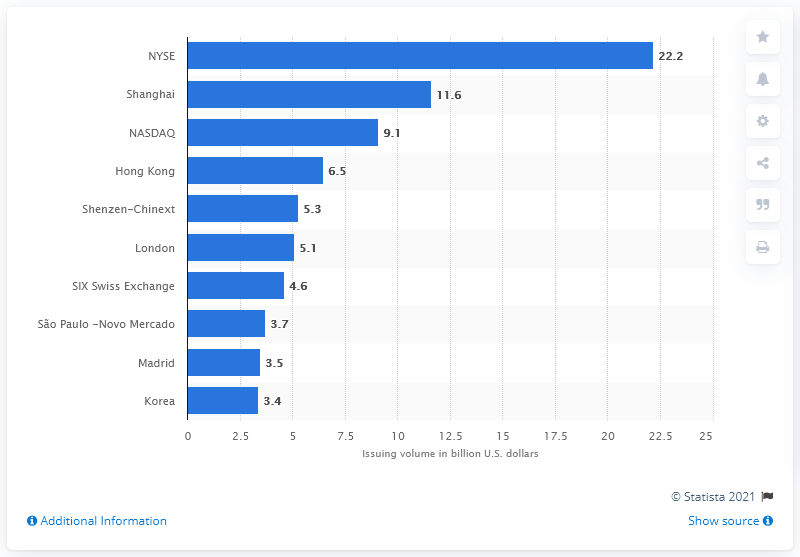 NYSE 22.2
Shanghai 11.6
NASDAQ 9.1
Hong Kong 6.5
Shenzen-Chinext 5.3
London 5.1
SIX Swiss Exchange 4.6
São Paulo -Novo Mercado 3.7
Madrid 3.5
Korea 3.4
0 2.5 5 7.5 10 12.5 15 17.5 20 22.5 25
Issuing volume in billion U.S. dollars
© Statista 2021
Additional Information Show source